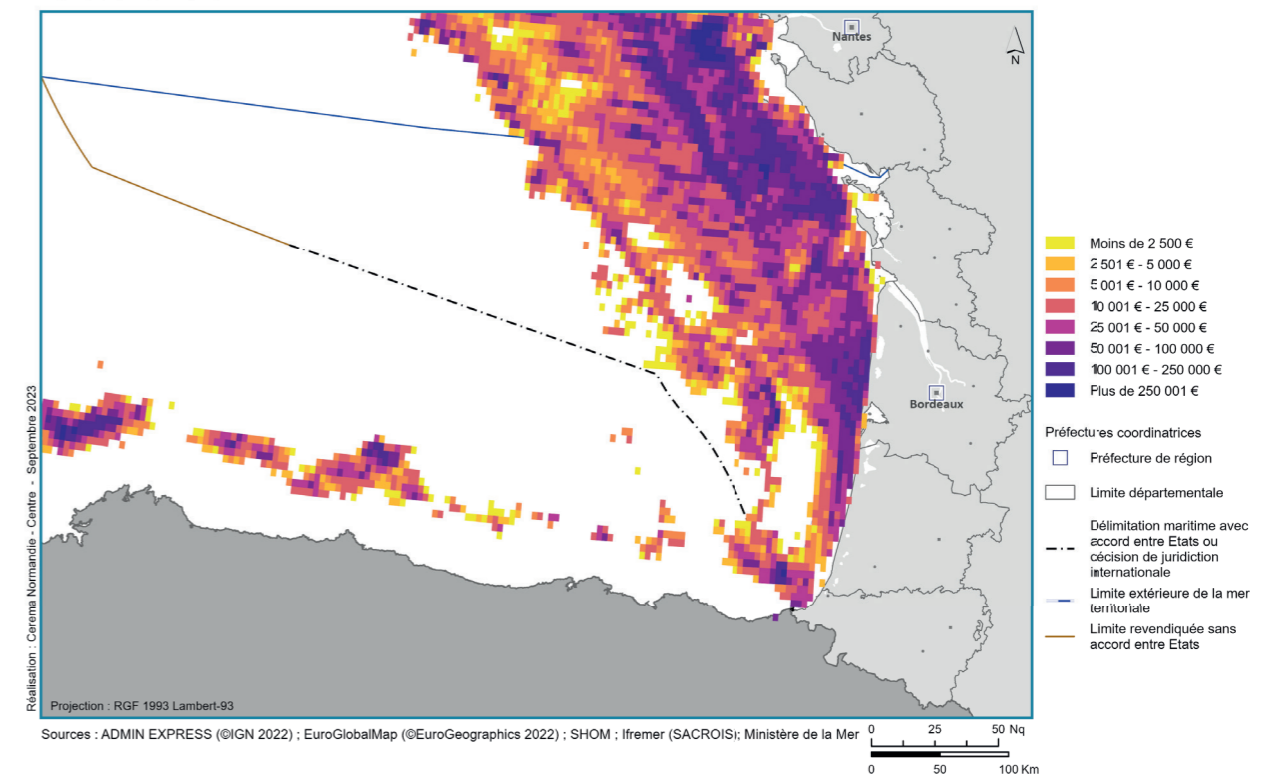 Nantes
N
Bordeaux
Réalisation : Cerema Normandie - Centre - Septembre 2023
Projection : RGF 1993 Lambert-93
Moins de 2 500 €
2 501 € - 5 000 €
5 001 € - 10 000 €
10 001 € - 25 000 €
25 001 € - 50 000 €
50 001 € - 100 000 €
100 001 € - 250 000 €
Plus de 250 001 €
Préfectures coordinatrices
Préfecture de région
Limite départementale
Délimitation maritime avec
accord entre Etats ou
cécision de juridiction
internationale
Limite extérieure de la mer
territoriale
Limite revendiquée sans
accord entre Etats
Sources : ADMIN EXPRESS (©IGN 2022) ; EuroGlobalMap (©EuroGeographics 2022) ; SHOM ; Ifremer (SACROIS); Ministère de la Mer
0 25 50 Nq
0 50 100 Km